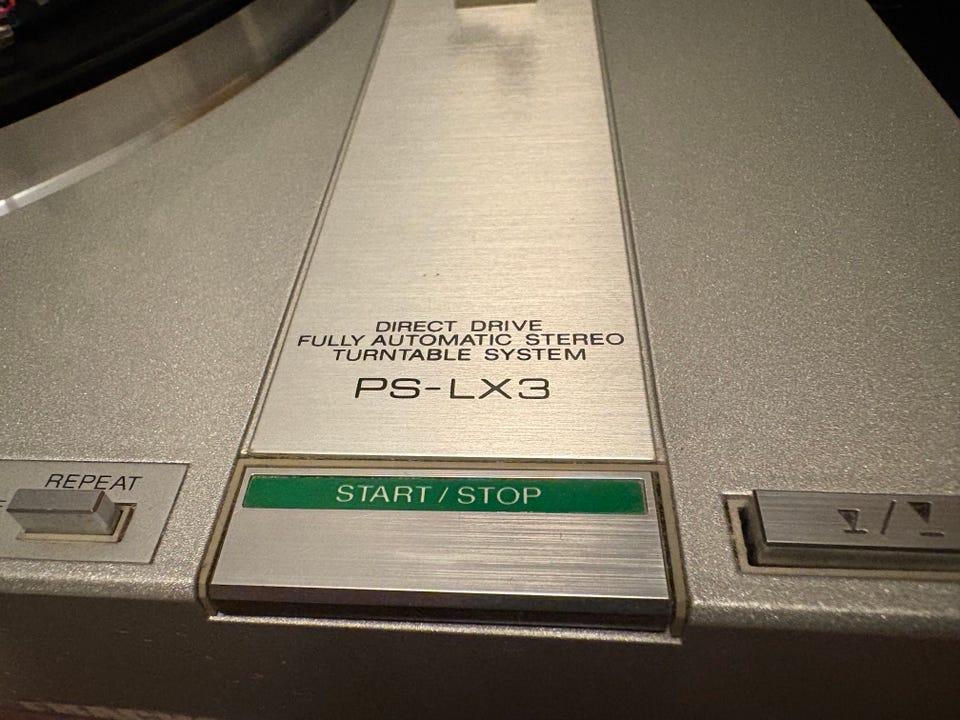 DIRECT DRIVE
FULLY AUTOMATIC STEREO
TURNTABLE SYSTEM
PS-LX3
REPEAT
START / STOP